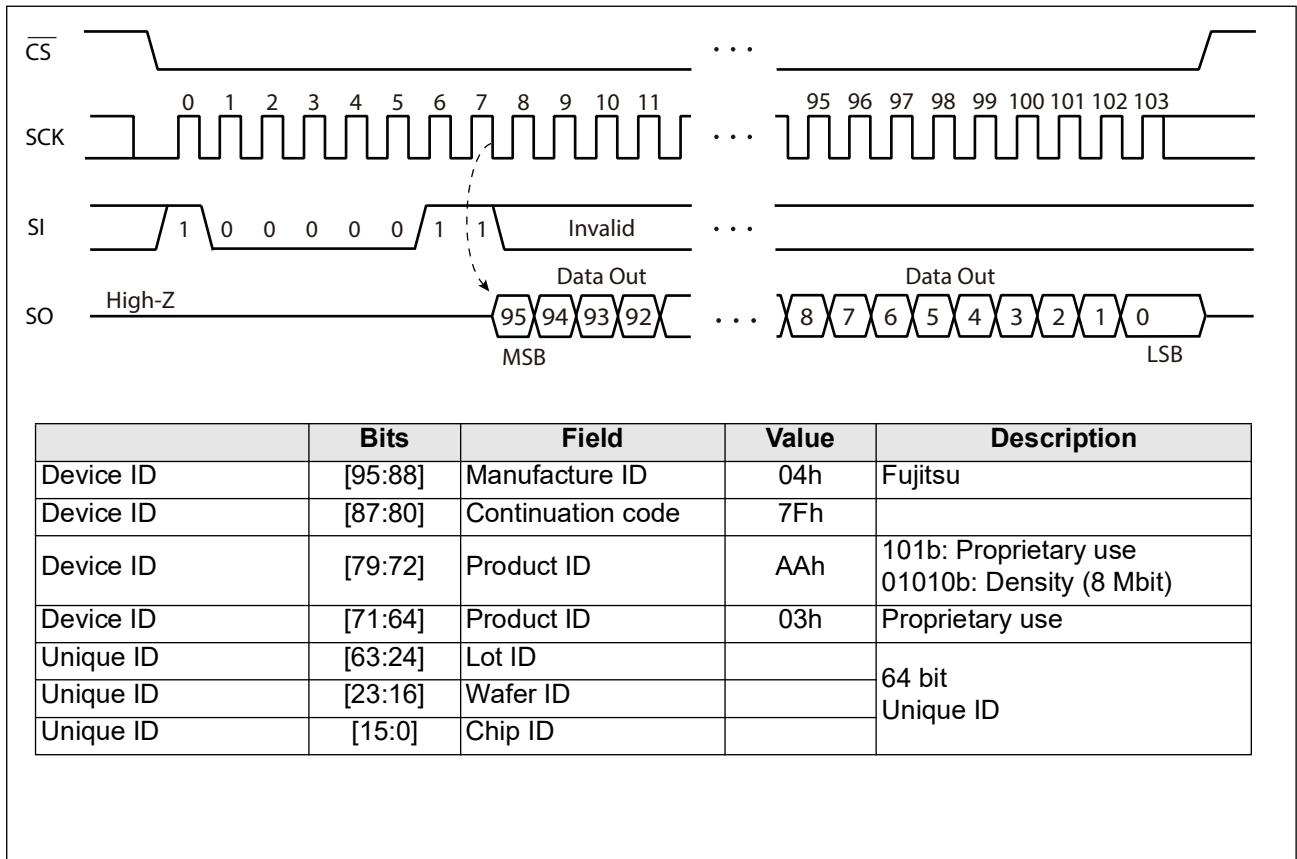 CS
0 1 2 3 4 5 6 7 8 9 10 11 95 96 97 98 99 100 101 102 103
SCK
SI 1 0 0 0 0 0 1 1 Invalid
Data Out Data Out
High-Z
SO 95 94 93 92 8 7 6 5 4 3 2 1 0
MSB LSB
Bits Field Value Description
Device ID [95:88] Manufacture ID 04h Fujitsu
Device ID [87:80] Continuation code 7Fh
Device ID [79:72] Product ID AAh 101b: Proprietary use
01010b: Density (8 Mbit)
Device ID [71:64] Product ID 03h Proprietary use
Unique ID [63:24] Lot ID
64 bit
Unique ID
Unique ID [23:16] Wafer ID
Unique ID [15:0] Chip ID